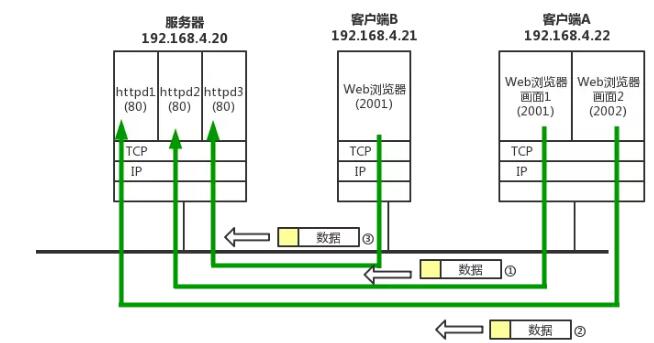 服务器
192.168.4.20
客户端B
192.168.4.21
客户端A
192.168.4.22
httpd1
(80)
httpd2
(80)
httpd3
(80)
TCP
IP
Web浏览器
(2001)
TCP
IP
Web浏览器
画面1
(2001)
Web浏览器
画面2
(2002)
TCP
IP
数据 ③
数据 ①
数据 ②